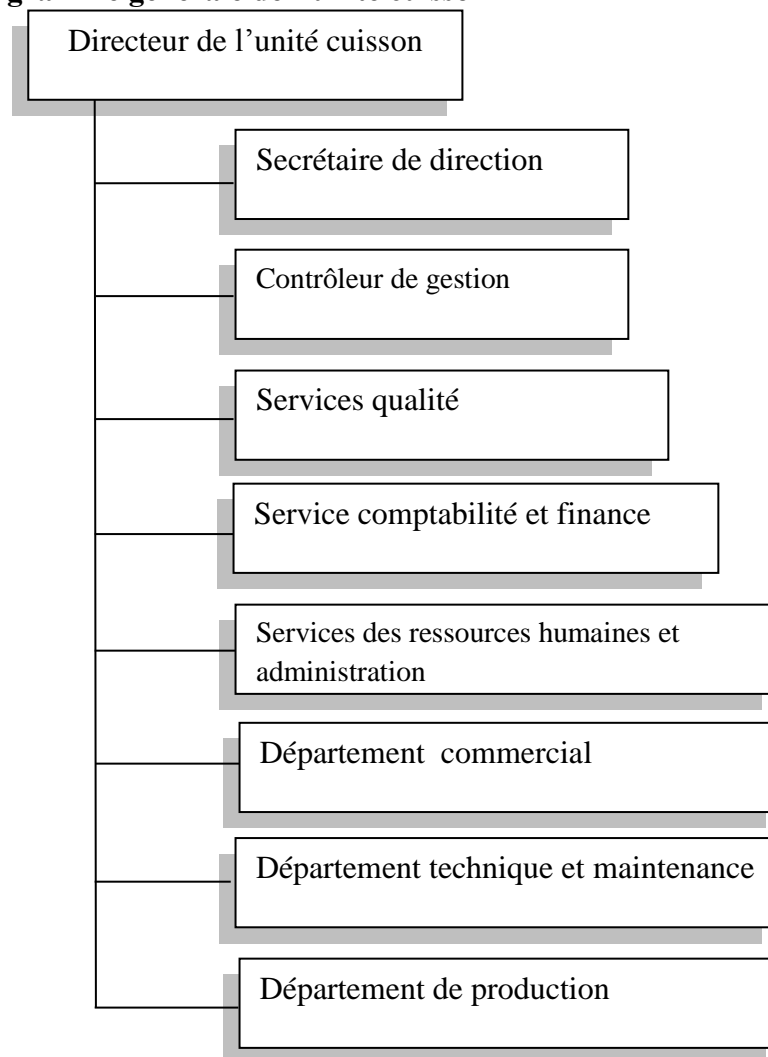 Directeur de l’unité cuisson
Secrétaire de direction
Contrôleur de gestion
Services qualité
Service comptabilité et finance
Services des ressources humaines et
administration
Département commercial
Département technique et maintenance
Département de production